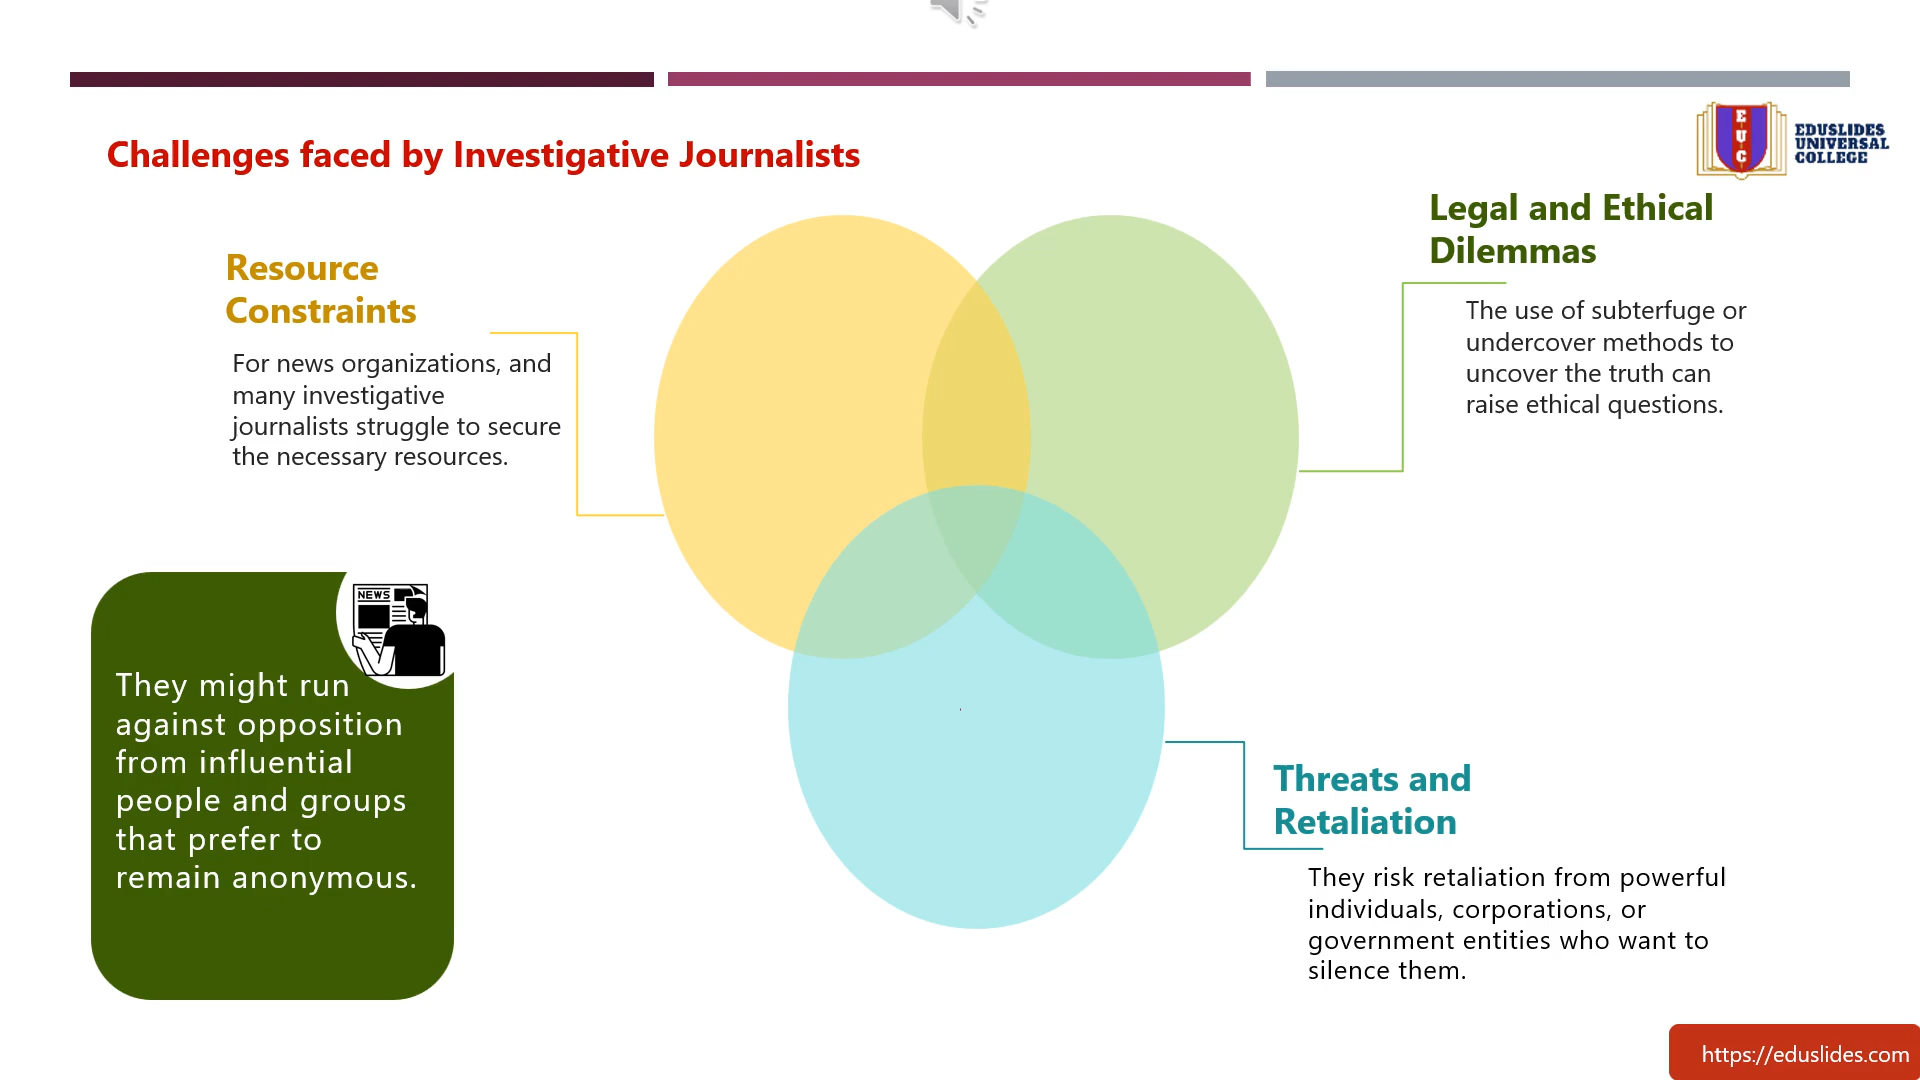 Challenges faced by Investigative Journalists
E
U
C
EDUSLIDES
UNIVERSAL
COLLEGE
Resource
Constraints
For news organizations, and
many investigative
journalists struggle to secure
the necessary resources.
Legal and Ethical
Dilemmas
The use of subterfuge or
undercover methods to
uncover the truth can
raise ethical questions.
NEWS
They might run
against opposition
from influential
people and groups
that prefer to
remain anonymous.
Threats and
Retaliation
They risk retaliation from powerful
individuals, corporations, or
government entities who want to
silence them.
https://eduslides.com